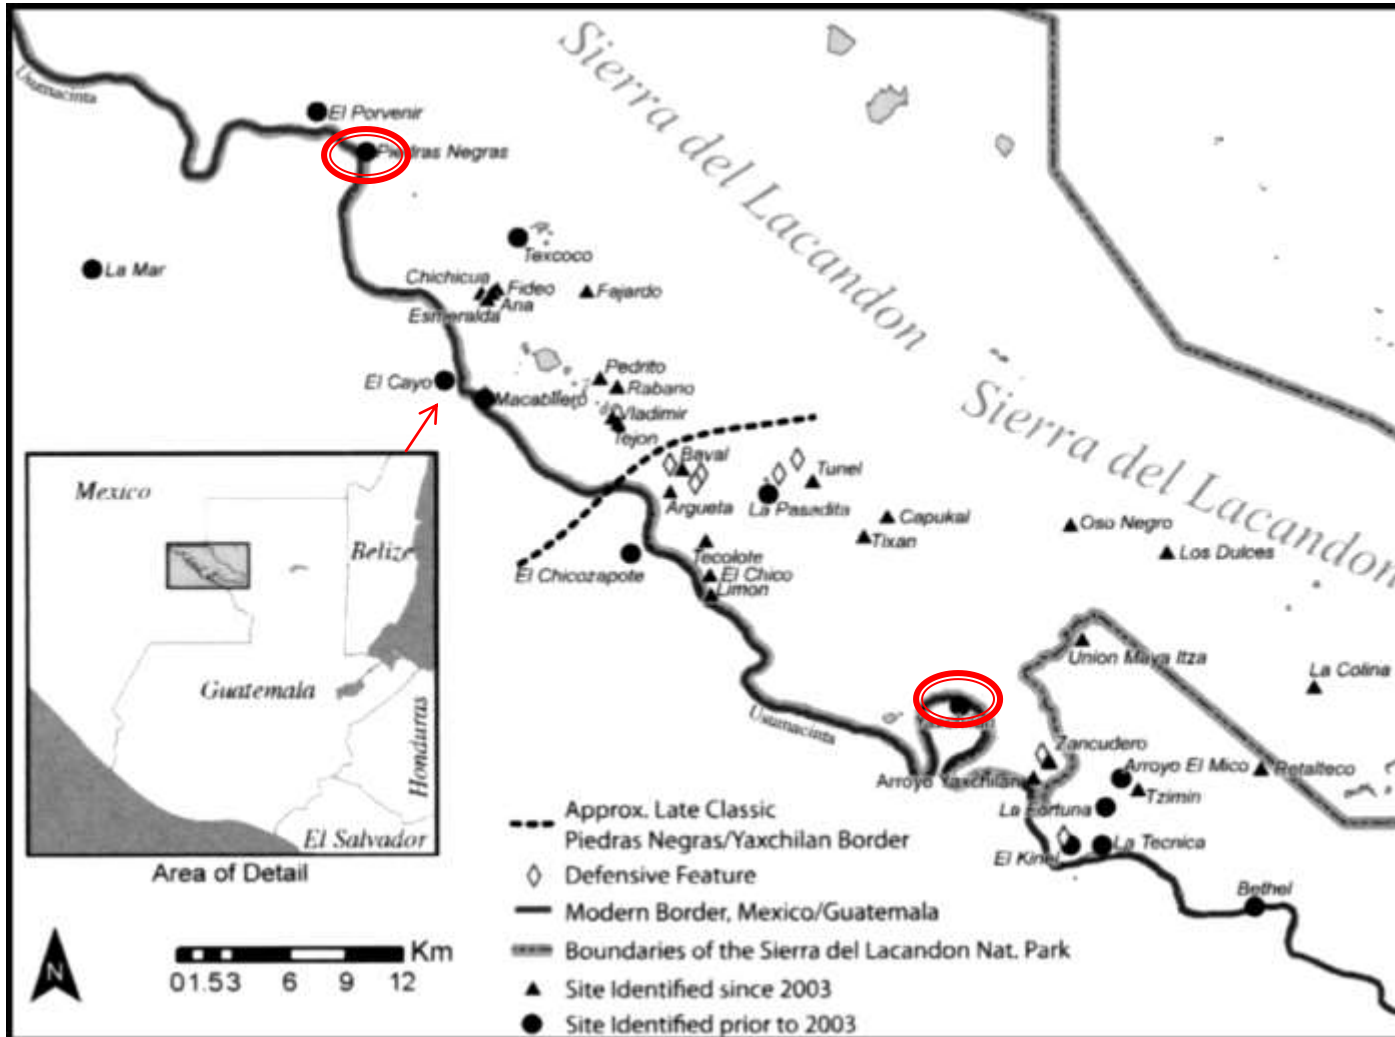 Usumacinta
El Porvenir
Piedras Negras
Sierra del Lacandon
La Mar
Texcoco
Chichicua
Fideo
Ana
Esmeralda
Fajardo
El Cayo
Macabilero
Pedrito
Rabano
Vladimir
Tejon
Sierra del Lacandon
Baval
Tunel
Argueta
La Pasadita
Capukal
Tixan
Oso Negro
Los Dulces
El Chicozapote
Tecolote
El Chico
Limon
Union Maya Itza
La Colina
Usumacinta
Zancudero
Arroyo Yaxchilan
Arroyo El Mico
Retalteco
Tzimin
La Fortuna
El Kinel
La Tecnica
Bethel
Mexico
Belize
Guatemala
Honduras
El Salvador
Area of Detail
N
0 1.5 3 6 9 12 Km
Approx. Late Classic
Piedras Negras/Yaxchilan Border
Defensive Feature
Modern Border, Mexico/Guatemala
Boundaries of the Sierra del Lacandon Nat. Park
Site Identified since 2003
Site Identified prior to 2003